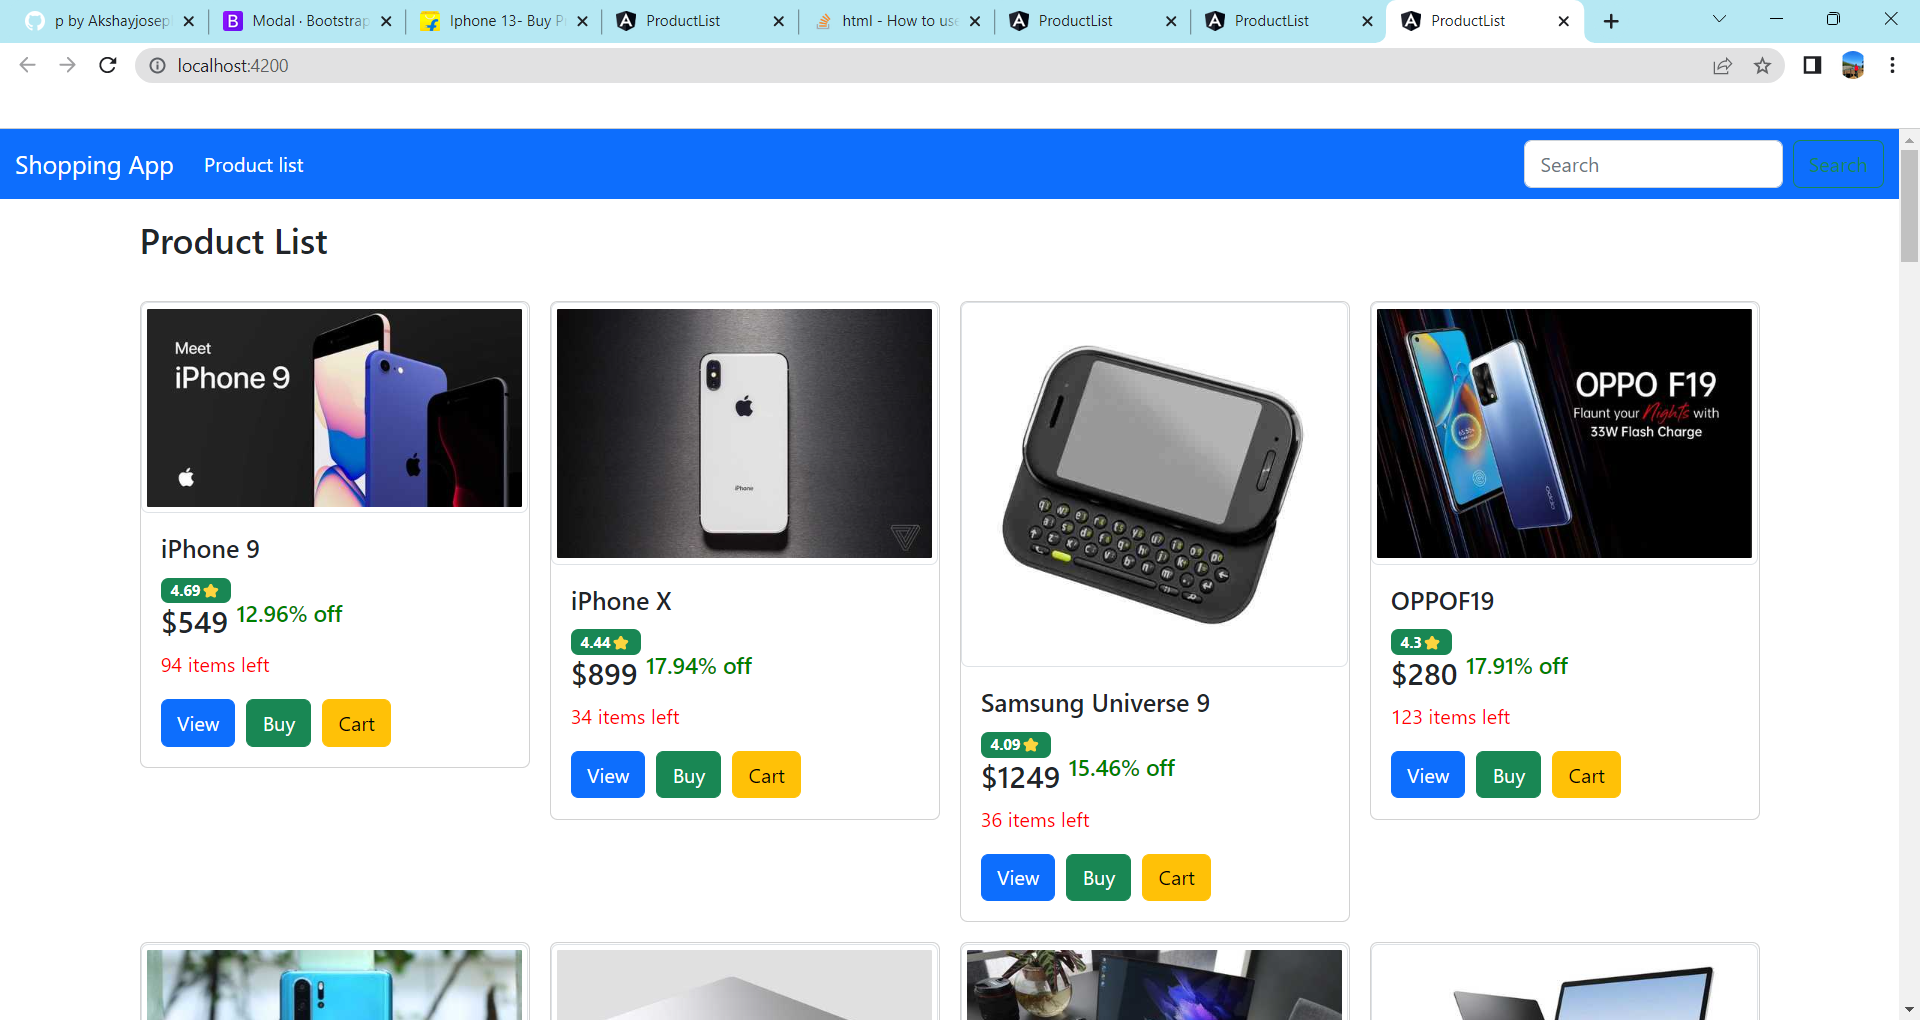 p by Akshayjosep
Modal · Bootstrap
Iphone 13- Buy P
ProductList
html - How to use
ProductList
ProductList
ProductList
localhost:4200
Shopping App
Product list
Search
Search
Product List
Meet
iPhone 9
iPhone 9
4.69
$549 12.96% off
94 items left
View
Buy
Cart
iPhone
iPhone X
4.44
$899 17.94% off
34 items left
View
Buy
Cart
Samsung Universe 9
4.09
$1249 15.46% off
36 items left
View
Buy
Cart
OPPO F19
Flaunt your Nights with
33W Flash Charge
oppo
OPPOF19
4.3
$280 17.91% off
123 items left
View
Buy
Cart